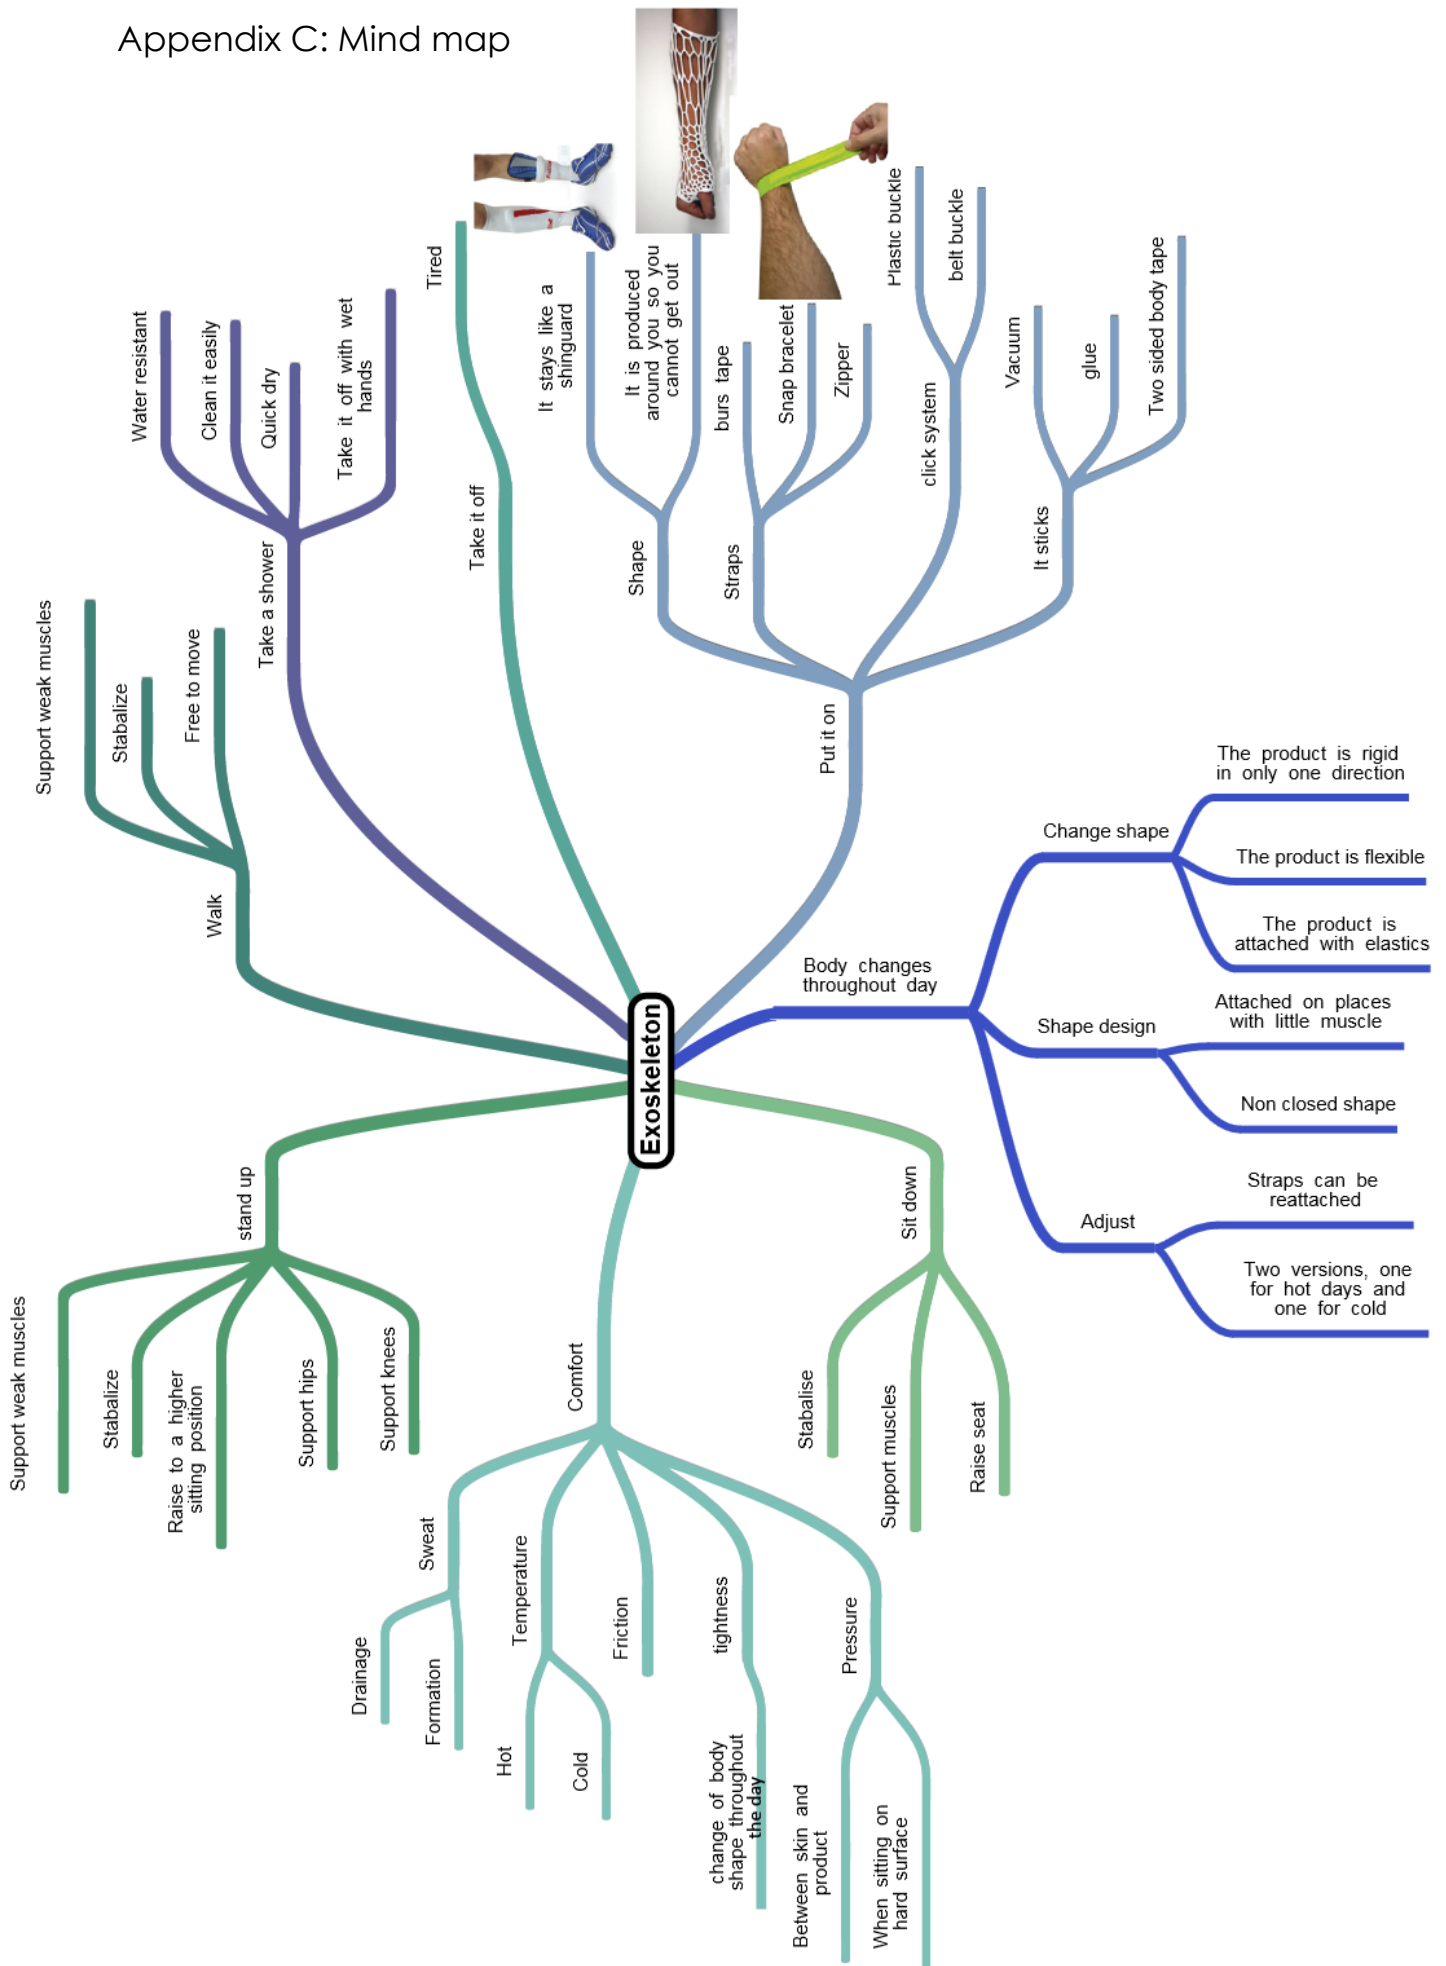 Appendix C: Mind map
Exoskeleton
Put it on
Shape
It stays like a
shinguard
It is produced
around you so you
cannot get out
Straps
burs tape
Snap bracelet
Zipper
click system
Plastic buckle
belt buckle
It sticks
Vacuum
glue
Two sided body tape
Body changes
throughout day
Change shape
The product is rigid
in only one direction
The product is flexible
The product is
attached with elastics
Shape design
Attached on places
with little muscle
Non closed shape
Adjust
Straps can be
reattached
Two versions, one
for hot days and
one for cold
Sit down
Stabalise
Support muscles
Raise seat
Comfort
Sweat
Drainage
Formation
Temperature
Hot
Cold
Friction
tightness
change of body
shape throughout
the day
Pressure
Between skin and
product
When sitting on
hard surface
stand up
Support weak muscles
Stabalize
Raise to a higher
sitting position
Support hips
Support knees
Walk
Support weak muscles
Stabalize
Free to move
Take a shower
Water resistant
Clean it easily
Quick dry
Take it off with wet
hands
Take it off
Tired